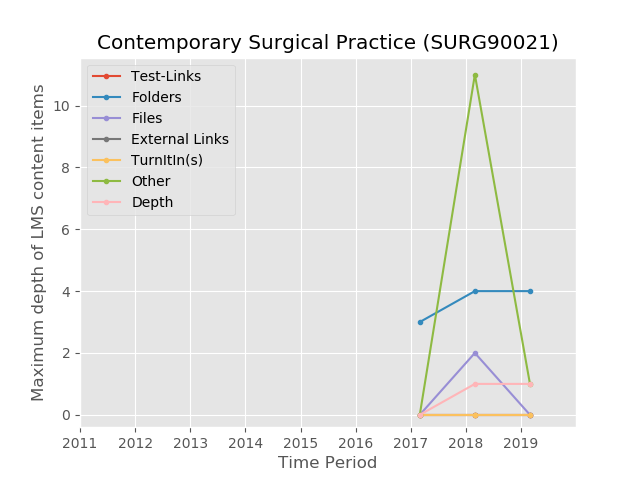 Contemporary Surgical Practice (SURG90021)
Test-Links
Folders
Files
External Links
TurnItIn(s)
Other
Depth
Maximum depth of LMS content items
10
8
6
4
2
0
2011 2012 2013 2014 2015 2016 2017 2018 2019
Time Period